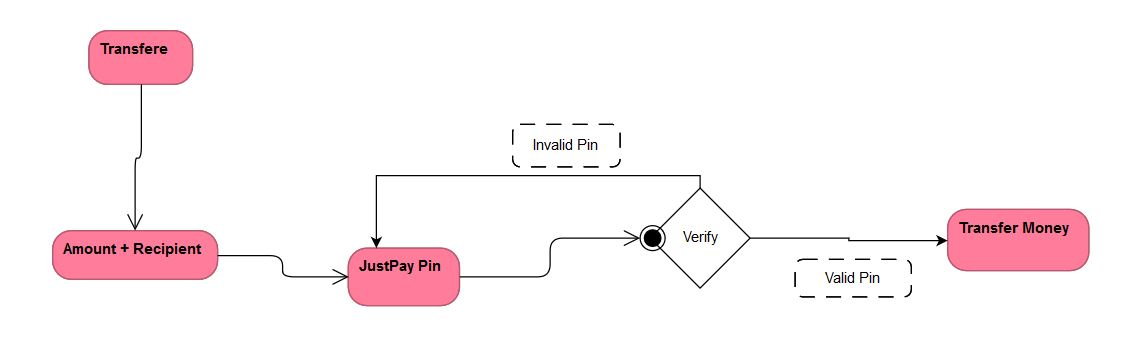 Transfere
Invalid Pin
Amount + Recipient
JustPay Pin
Verify
Transfer Money
Valid Pin